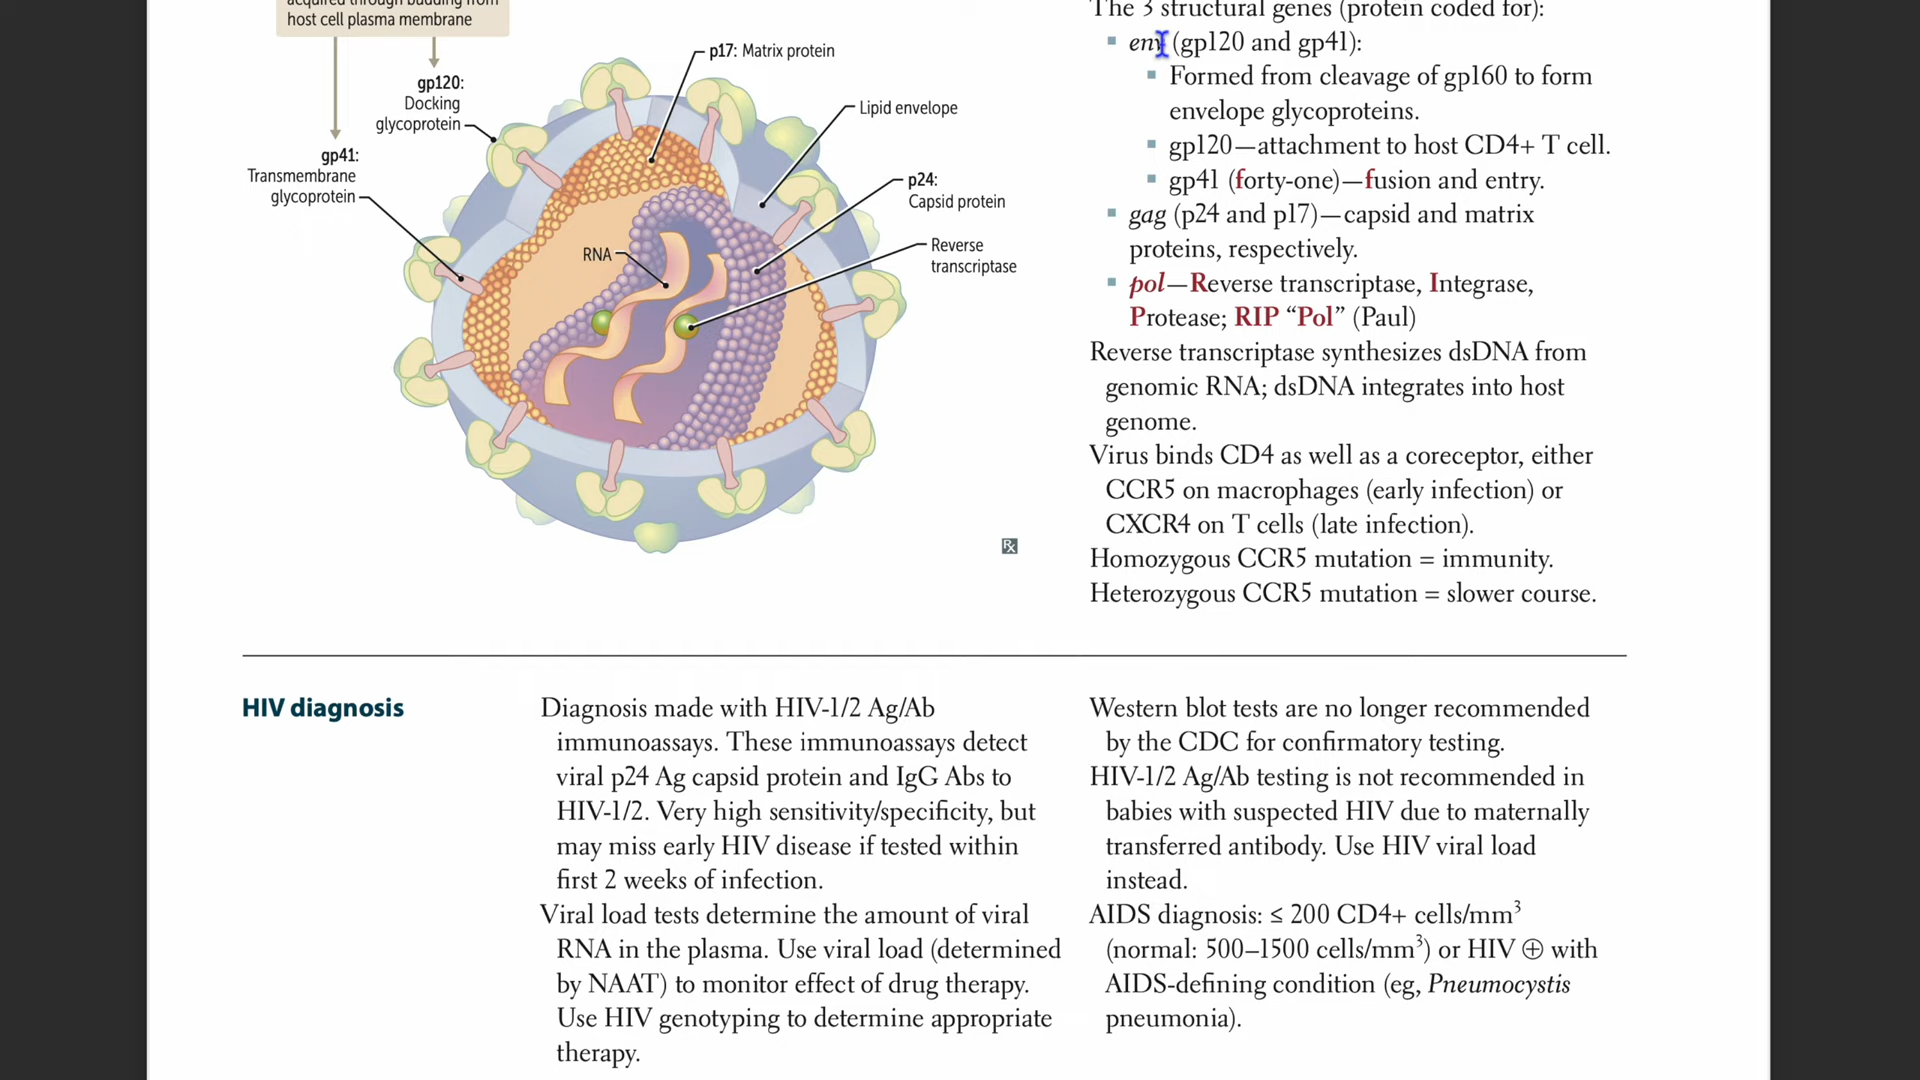 acquired through budding from
host cell plasma membrane
gp120:
Docking
glycoprotein
gp41:
Transmembrane
glycoprotein
p17: Matrix protein
Lipid envelope
p24:
Capsid protein
Reverse
transcriptase
RNA
Rx
The 3 structural genes (protein coded for):
env (gp120 and gp41):
Formed from cleavage of gp160 to form
envelope glycoproteins.
gp120—attachment to host CD4+ T cell.
gp41 (forty-one)—fusion and entry.
gag (p24 and p17)—capsid and matrix
proteins, respectively.
pol—Reverse transcriptase, Integrase,
Protease; RIP “Pol” (Paul)
Reverse transcriptase synthesizes dsDNA from
genomic RNA; dsDNA integrates into host
genome.
Virus binds CD4 as well as a coreceptor, either
CCR5 on macrophages (early infection) or
CXCR4 on T cells (late infection).
Homozygous CCR5 mutation = immunity.
Heterozygous CCR5 mutation = slower course.
HIV diagnosis
Diagnosis made with HIV-1/2 Ag/Ab
immunoassays. These immunoassays detect
viral p24 Ag capsid protein and IgG Abs to
HIV-1/2. Very high sensitivity/specificity, but
may miss early HIV disease if tested within
first 2 weeks of infection.
Viral load tests determine the amount of viral
RNA in the plasma. Use viral load (determined
by NAAT) to monitor effect of drug therapy.
Use HIV genotyping to determine appropriate
therapy.
Western blot tests are no longer recommended
by the CDC for confirmatory testing.
HIV-1/2 Ag/Ab testing is not recommended in
babies with suspected HIV due to maternally
transferred antibody. Use HIV viral load
instead.
AIDS diagnosis: ≤ 200 CD4+ cells/mm³
(normal: 500–1500 cells/mm³) or HIV ⊕ with
AIDS-defining condition (eg, Pneumocystis
pneumonia).